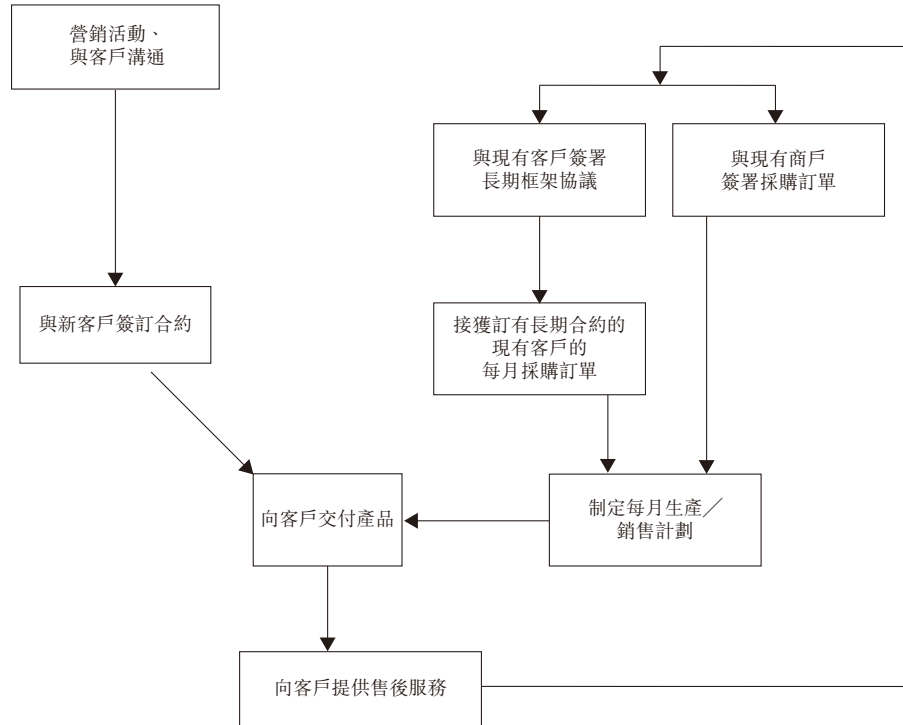 營銷活動、
與客戶溝通
與現有客戶簽署
長期框架協議
與現有商戶
簽署採購訂單
與新客戶簽訂合約
接獲訂有長期合約的
現有客戶的
每月採購訂單
向客戶交付產品
制定每月生產／
銷售計劃
向客戶提供售後服務